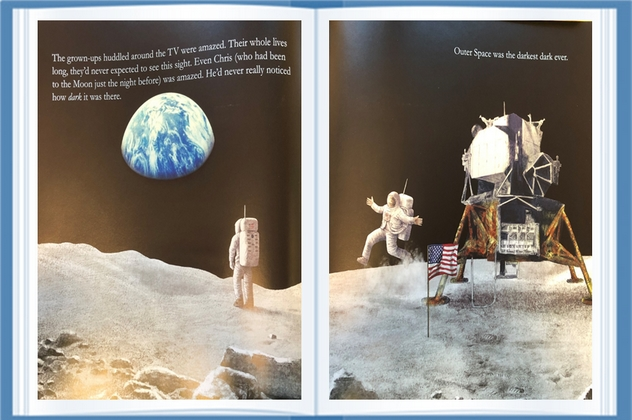 The grown-ups huddled around the TV were amazed. Their whole lives
long, they'd never expected to see this sight. Even Chris (who had been
to the Moon just the night before) was amazed. He'd never really noticed
how dark it was there.
Outer Space was the darkest dark ever.